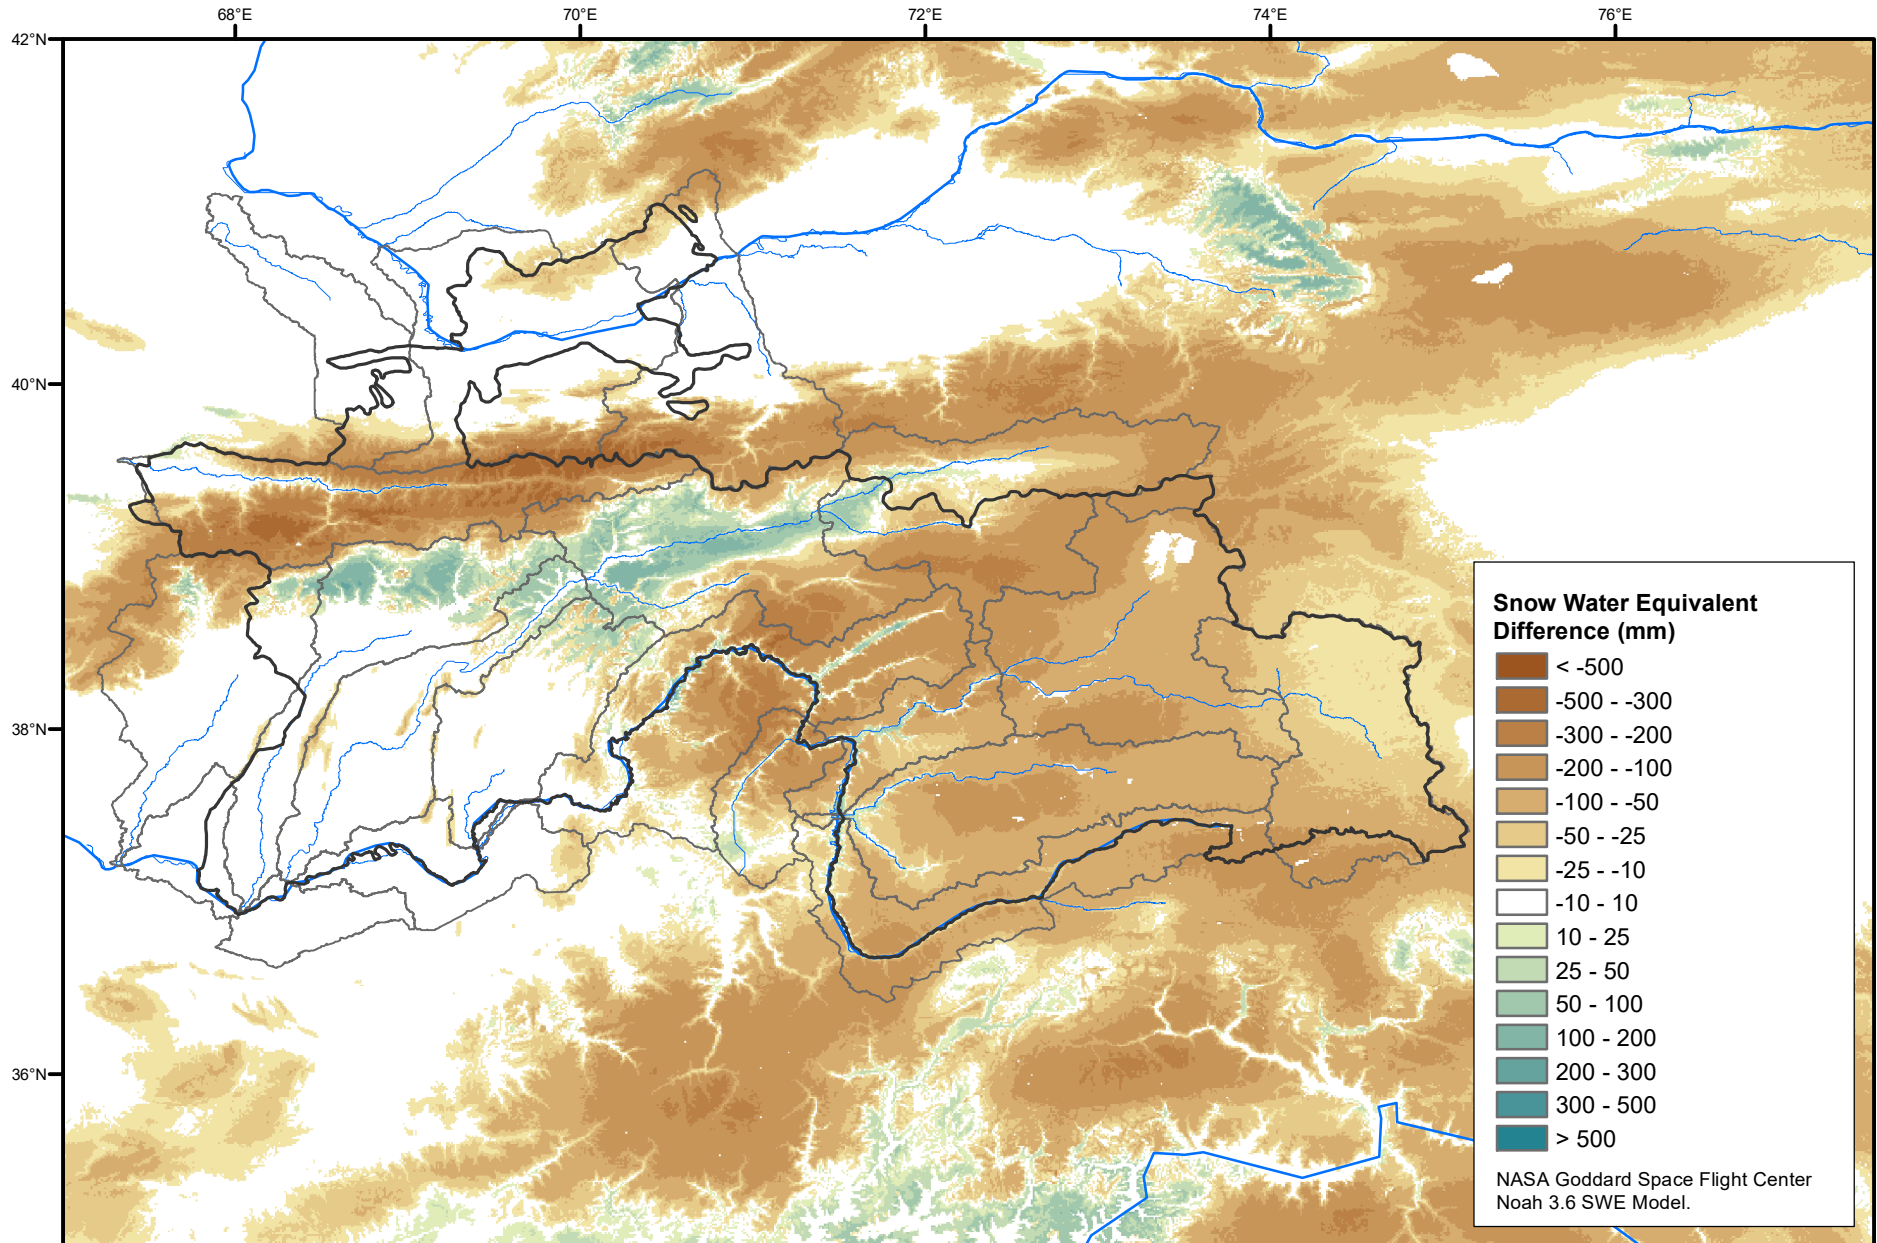 68°E 70°E 72°E 74°E 76°E
42°N
40°N
38°N
36°N
Snow Water Equivalent
Difference (mm)
< -500
-500 - -300
-300 - -200
-200 - -100
-100 - -50
-50 - -25
-25 - -10
-10 - 10
10 - 25
25 - 50
50 - 100
100 - 200
200 - 300
300 - 500
> 500
NASA Goddard Space Flight Center
Noah 3.6 SWE Model.